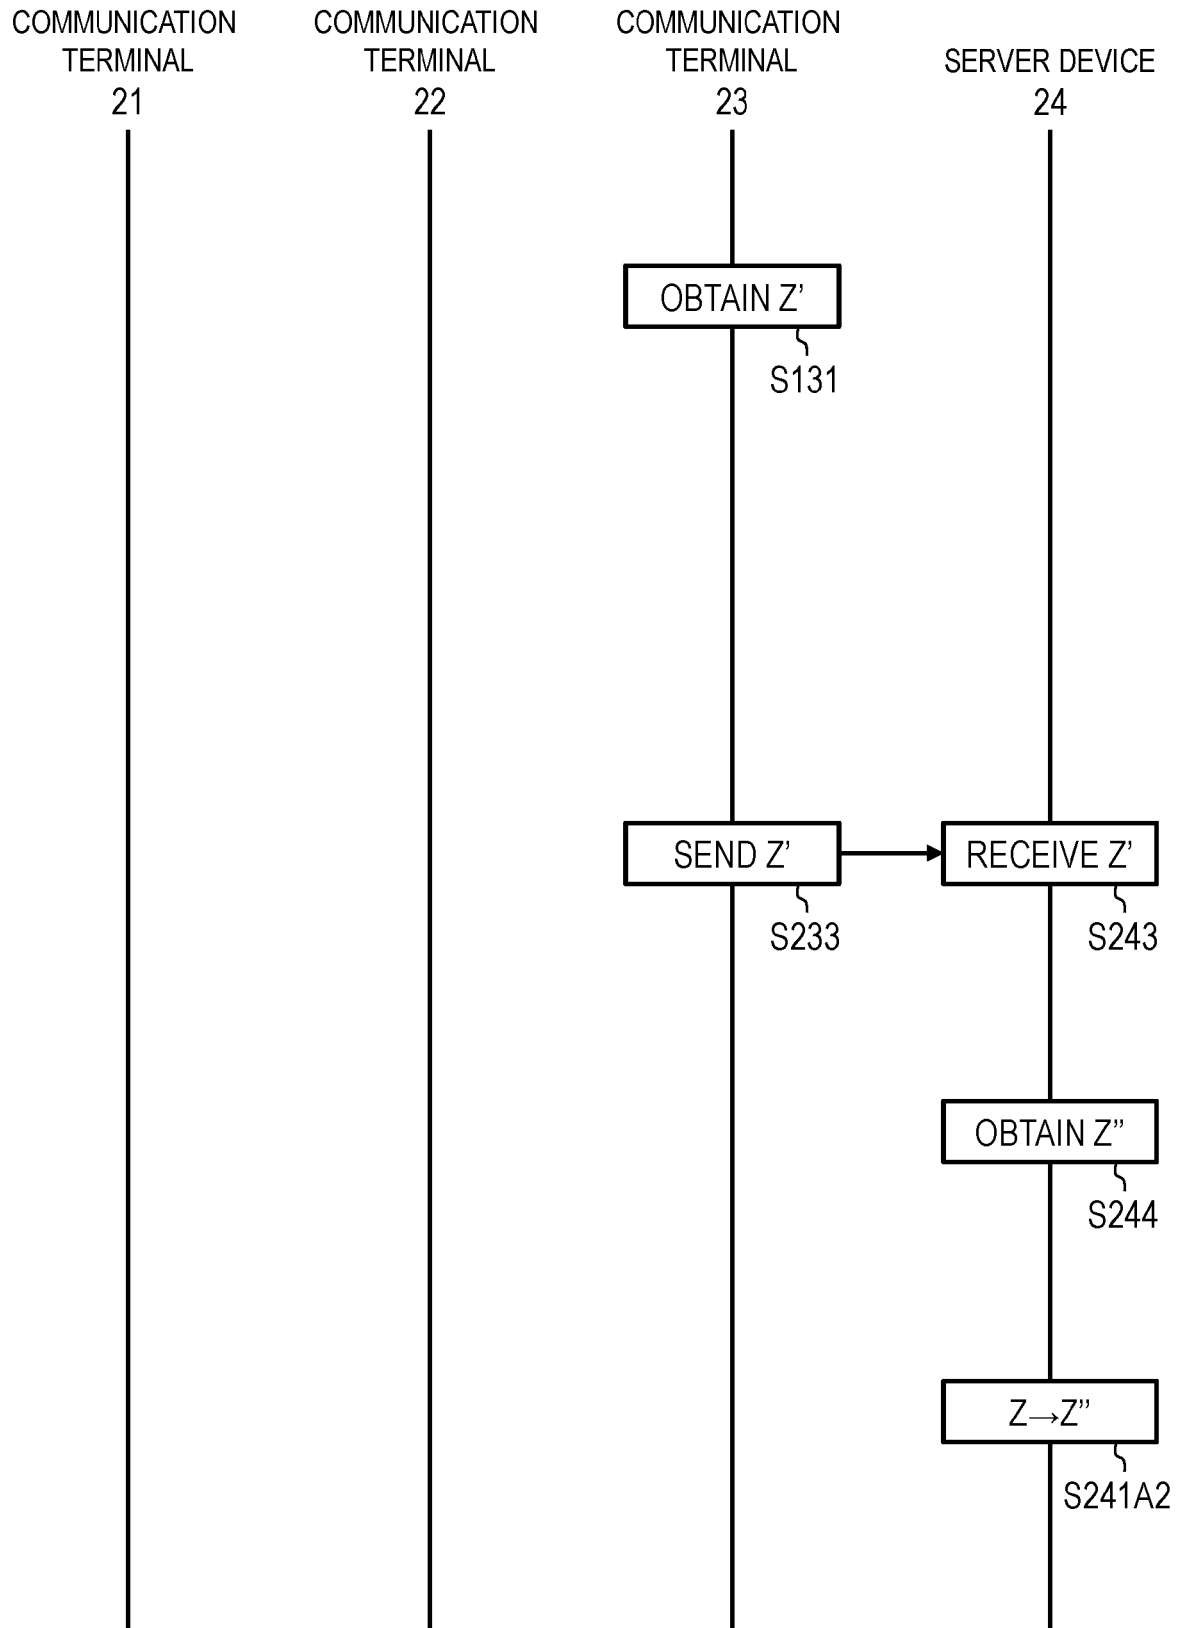 COMMUNICATION
TERMINAL
21
COMMUNICATION
TERMINAL
22
COMMUNICATION
TERMINAL
23
SERVER DEVICE
24
OBTAIN Z’
S131
SEND Z’
S233
RECEIVE Z’
S243
OBTAIN Z’’
S244
Z→Z’’
S241A2